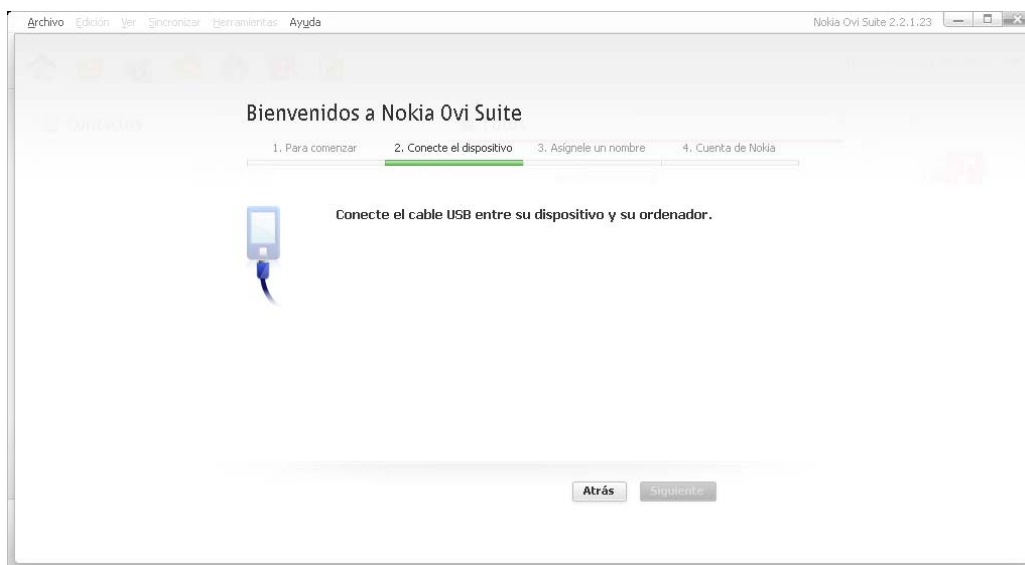 Archivo Edición Ver Sincronizar Herramientas Ayuda Nokia Ovi Suite 2.2.1.23
Contactos
Bienvenidos a Nokia Ovi Suite
1. Para comenzar 2. Conecte el dispositivo 3. Asígnele un nombre 4. Cuenta de Nokia
Conecte el cable USB entre su dispositivo y su ordenador.
Atrás Siguiente